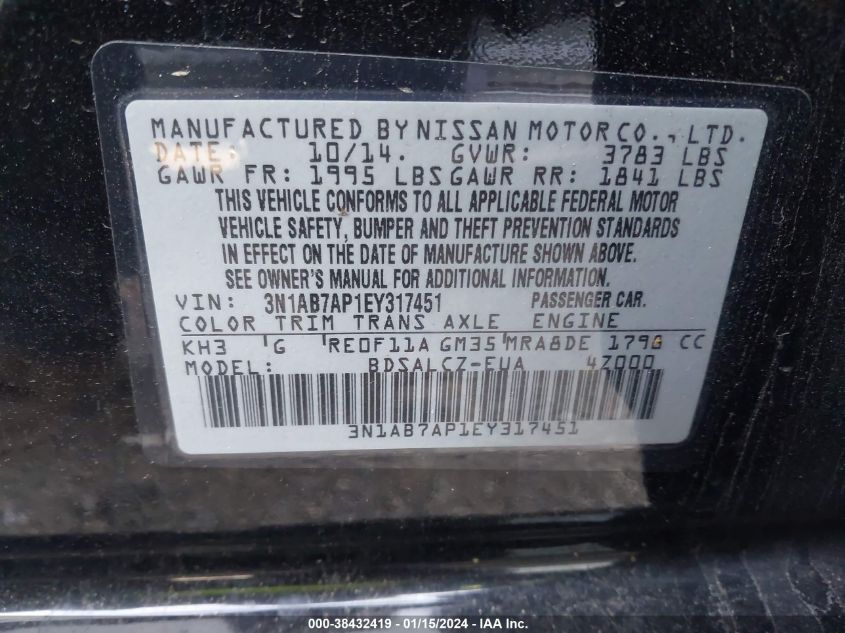 MANUFACTURED BY NISSAN MOTOR CO., LTD.
DATE: 10/14. GVWR: 3783 LBS
GAWR FR: 1995 LBS GAWR RR: 1841 LBS
THIS VEHICLE CONFORMS TO ALL APPLICABLE FEDERAL MOTOR
VEHICLE SAFETY, BUMPER AND THEFT PREVENTION STANDARDS
IN EFFECT ON THE DATE OF MANUFACTURE SHOWN ABOVE.
SEE OWNER'S MANUAL FOR ADDITIONAL INFORMATION.
VIN: 3N1AB7AP1EY317451 PASSENGER CAR.
COLOR TRIM TRANS AXLE ENGINE
KH3 'G 'RE0F11A GM35'MRA8DE 1798 CC
MODEL: BDSALCZ-EUA 4Z000
3N1AB7AP1EY317451
000-38432419 - 01/15/2024 - IAA Inc.